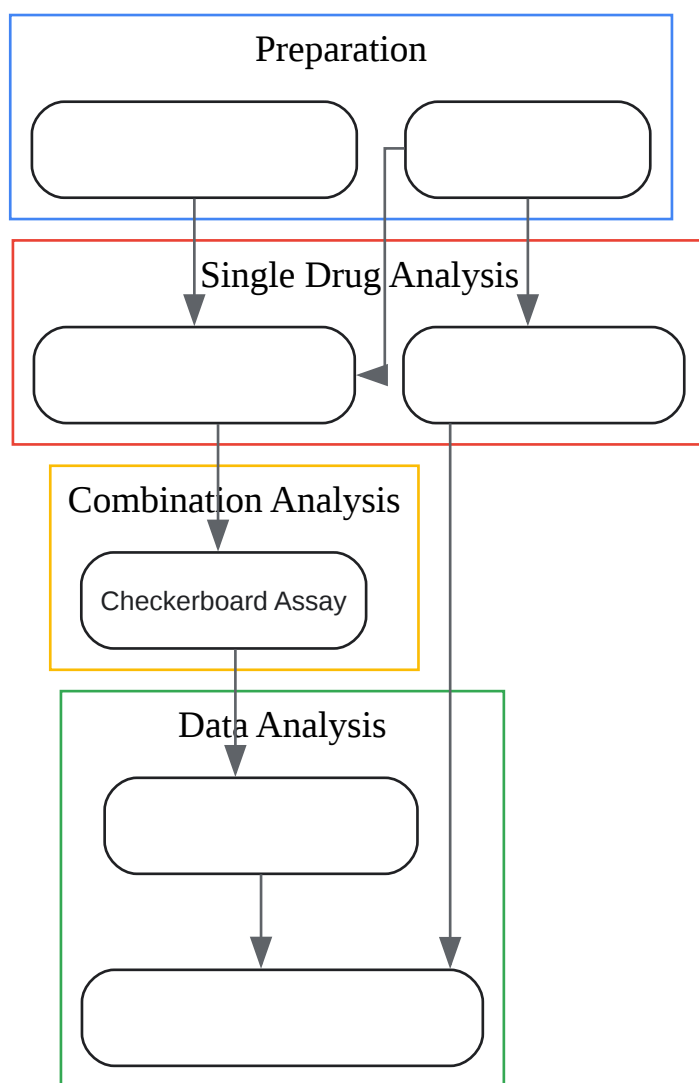 Preparation
Single Drug Analysis
Combination Analysis
Checkerboard Assay
Data Analysis